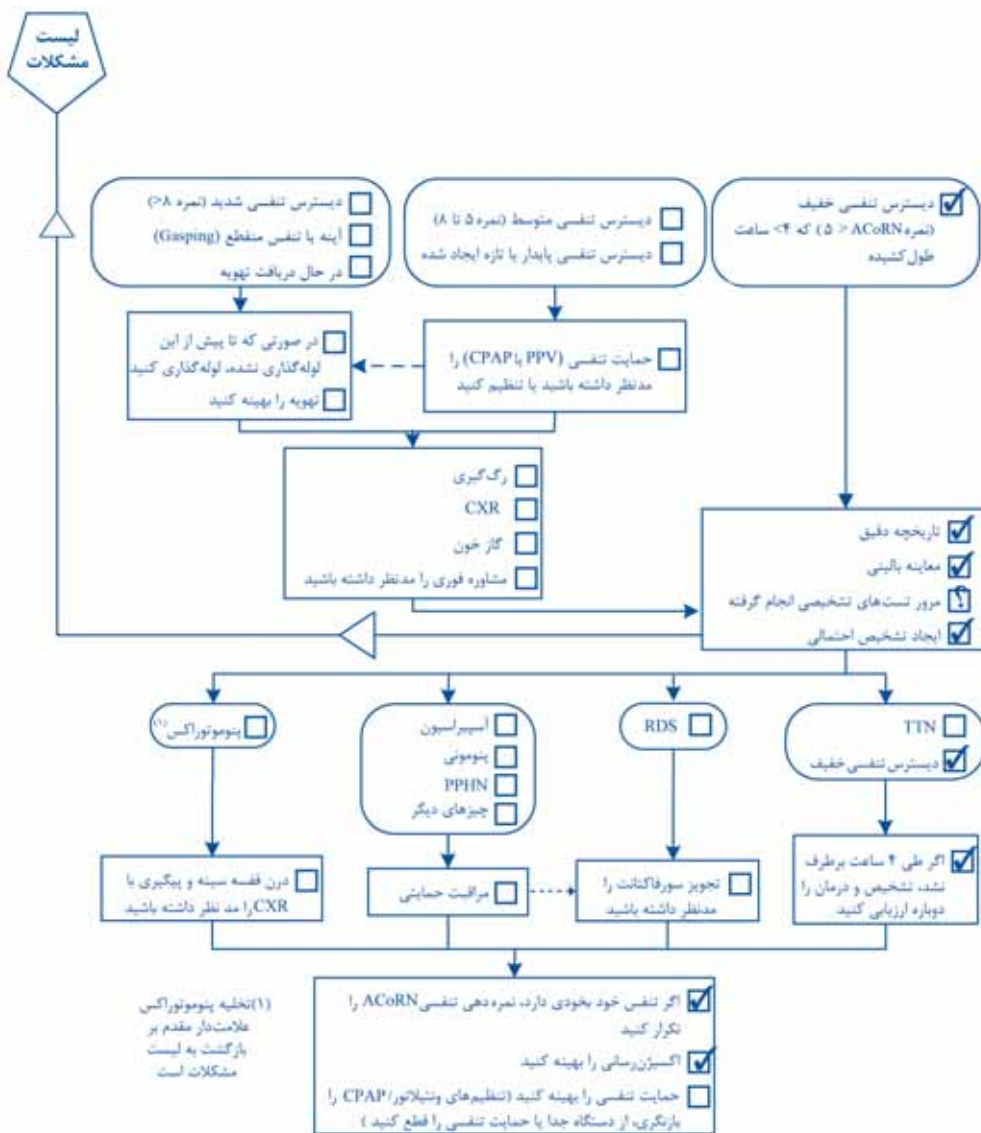 لیست
مشکلات
دیسترس تنفسی خفیف
(نمره ACoRN < ۵) که ۴< ساعت
طول کشیده
دیسترس تنفسی متوسط (نمره ۵ تا ۸)
دیسترس تنفسی پایدار یا تازه ایجاد شده
دیسترس تنفسی شدید (نمره ۸<)
آپنه یا تنفس منقطع (Gasping)
در حال دریافت تهویه
حمایت تنفسی (PPV یا CPAP) را
مدنظر داشته باشید یا تنظیم کنید
در صورتی که تا پیش از این
لوله‌گذاری نشده، لوله‌گذاری کنید
تهویه را بهینه کنید
رگ‌گیری
CXR
گاز خون
مشاوره فوری را مدنظر داشته باشید
تاریخچه دقیق
معاینه بالینی
مرور تست‌های تشخیصی انجام گرفته
ایجاد تشخیص احتمالی
TTN
دیسترس تنفسی خفیف
RDS
آسپیراسیون
پنومونی
PPHN
چیزهای دیگر
پنوموتوراکس (۱)
اگر طی ۴ ساعت برطرف
نشد، تشخیص و درمان را
دوباره ارزیابی کنید
تجویز سورفاکتانت را
مدنظر داشته باشید
مراقبت حمایتی
درن قفسه سینه و پیگیری با
CXR را مد نظر داشته باشید
اگر تنفس خود بخودی دارد، نمره دهی تنفسی ACoRN را
تکرار کنید
اکسیژن‌رسانی را بهینه کنید
حمایت تنفسی را بهینه کنید (تنظیم‌های ونتیلاتور/CPAP را
بازنگری، از دستگاه جدا یا حمایت تنفسی را قطع کنید )
(۱)تخلیه پنوموتوراکس
علامت‌دار مقدم بر
بازگشت به لیست
مشکلات است